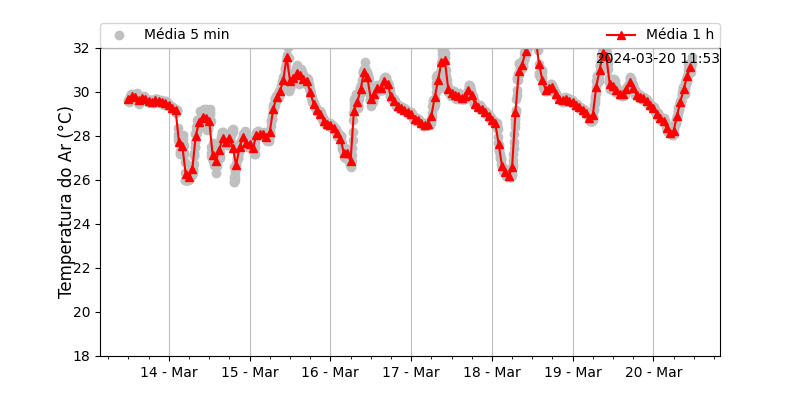 Média 5 min
Média 1 h
2024-03-20 11:53
Temperatura do Ar (°C)
32
30
28
26
24
22
20
18
14 - Mar
15 - Mar
16 - Mar
17 - Mar
18 - Mar
19 - Mar
20 - Mar